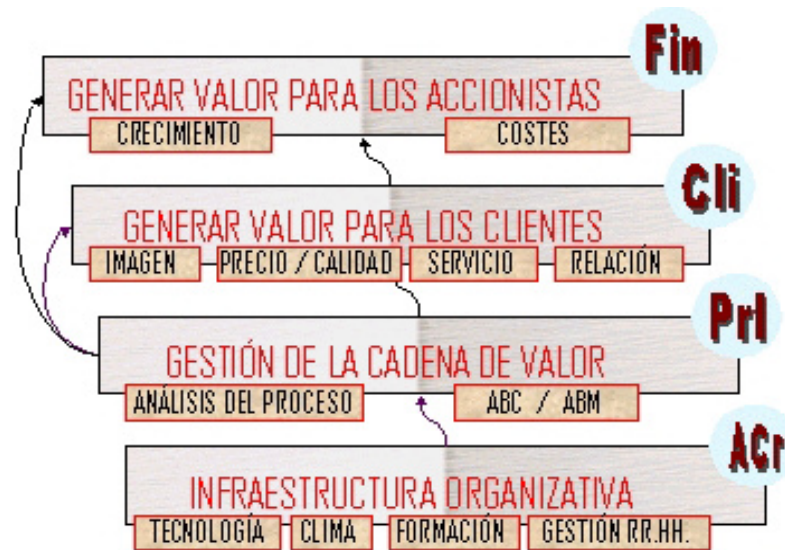 Fin
GENERAR VALOR PARA LOS ACCIONISTAS
CRECIMIENTO COSTES
Cli
GENERAR VALOR PARA LOS CLIENTES
IMAGEN PRECIO / CALIDAD SERVICIO RELACIÓN
PrI
GESTIÓN DE LA CADENA DE VALOR
ANÁLISIS DEL PROCESO ABC / ABM
ACr
INFRAESTRUCTURA ORGANIZATIVA
TECNOLOGÍA CLIMA FORMACIÓN GESTIÓN RR.HH.